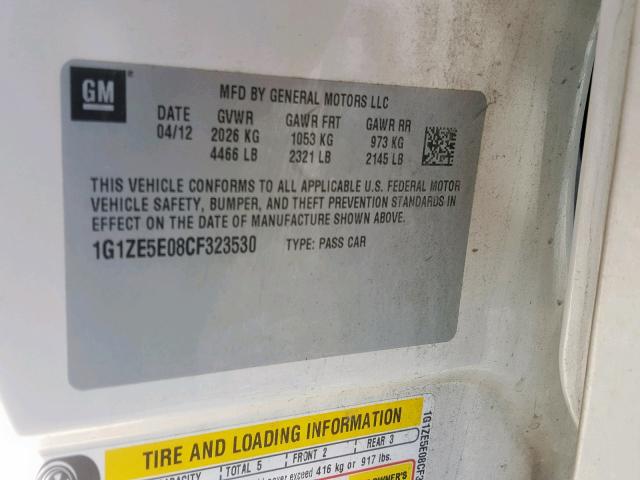 GM
MFD BY GENERAL MOTORS LLC
DATE GVWR GAWR FRT GAWR RR
04/12 2026 KG 1053 KG 973 KG
4466 LB 2321 LB 2145 LB
THIS VEHICLE CONFORMS TO ALL APPLICABLE U.S. FEDERAL MOTOR
VEHICLE SAFETY, BUMPER, AND THEFT PREVENTION STANDARDS IN
EFFECT ON THE DATE OF MANUFACTURE SHOWN ABOVE.
1G1ZE5E08CF323530 TYPE: PASS CAR
TIRE AND LOADING INFORMATION
TOTAL 5 FRONT 2 REAR 3
exceed 416 kg or 917 lbs.
OWNER'S
1G1ZE5E08CF3